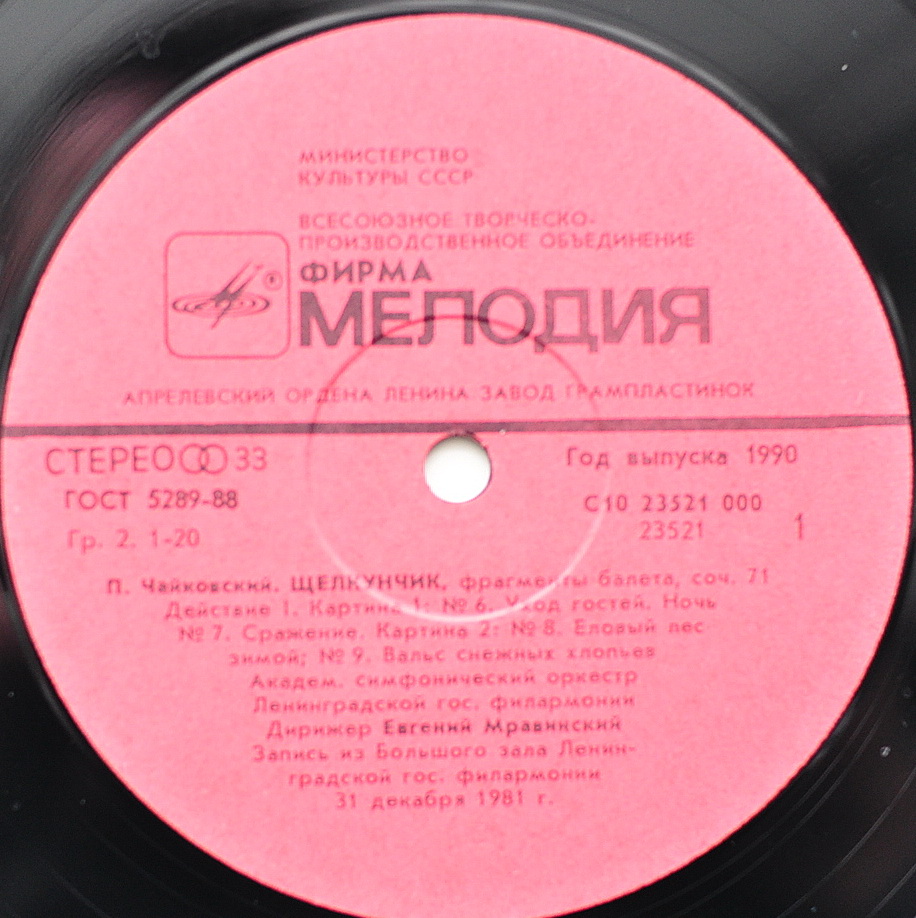 МИНИСТЕРСТВО
КУЛЬТУРЫ СССР
ВСЕСОЮЗНОЕ ТВОРЧЕСКО-
ПРОИЗВОДСТВЕННОЕ ОБЪЕДИНЕНИЕ
ФИРМА
МЕЛОДИЯ
®
АПРЕЛЕВСКИЙ ОРДЕНА ЛЕНИНА ЗАВОД ГРАМПЛАСТИНОК
СТЕРЕО 33
Год выпуска 1990
ГОСТ 5289-88
С10 23521 000
Гр. 2. 1-20
23521 1
П. Чайковский. ЩЕЛКУНЧИК, фрагменты балета, соч. 71
Действие 1. Картина 1: № 6. Уход гостей. Ночь
№ 7. Сражение. Картина 2: № 8. Еловый лес
зимой; № 9. Вальс снежных хлопьев
Академ. симфонический оркестр
Ленинградской гос. филармонии
Дирижер Евгений Мравинский
Запись из Большого зала Ленин-
градской гос. филармонии
31 декабря 1981 г.